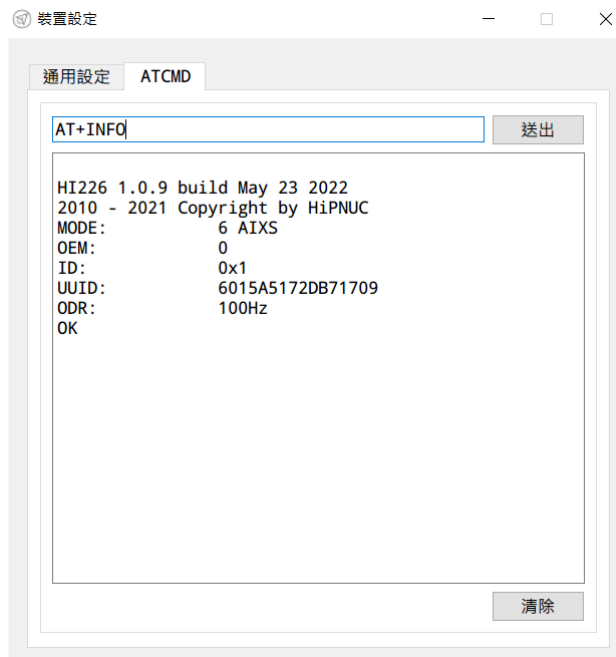 裝置設定
通用設定 ATCMD
AT+INFO 送出
HI226 1.0.9 build May 23 2022
2010 - 2021 Copyright by HiPNUC
MODE: 6 AIXS
OEM: 0
ID: 0x1
UUID: 6015A5172DB71709
ODR: 100Hz
OK
清除